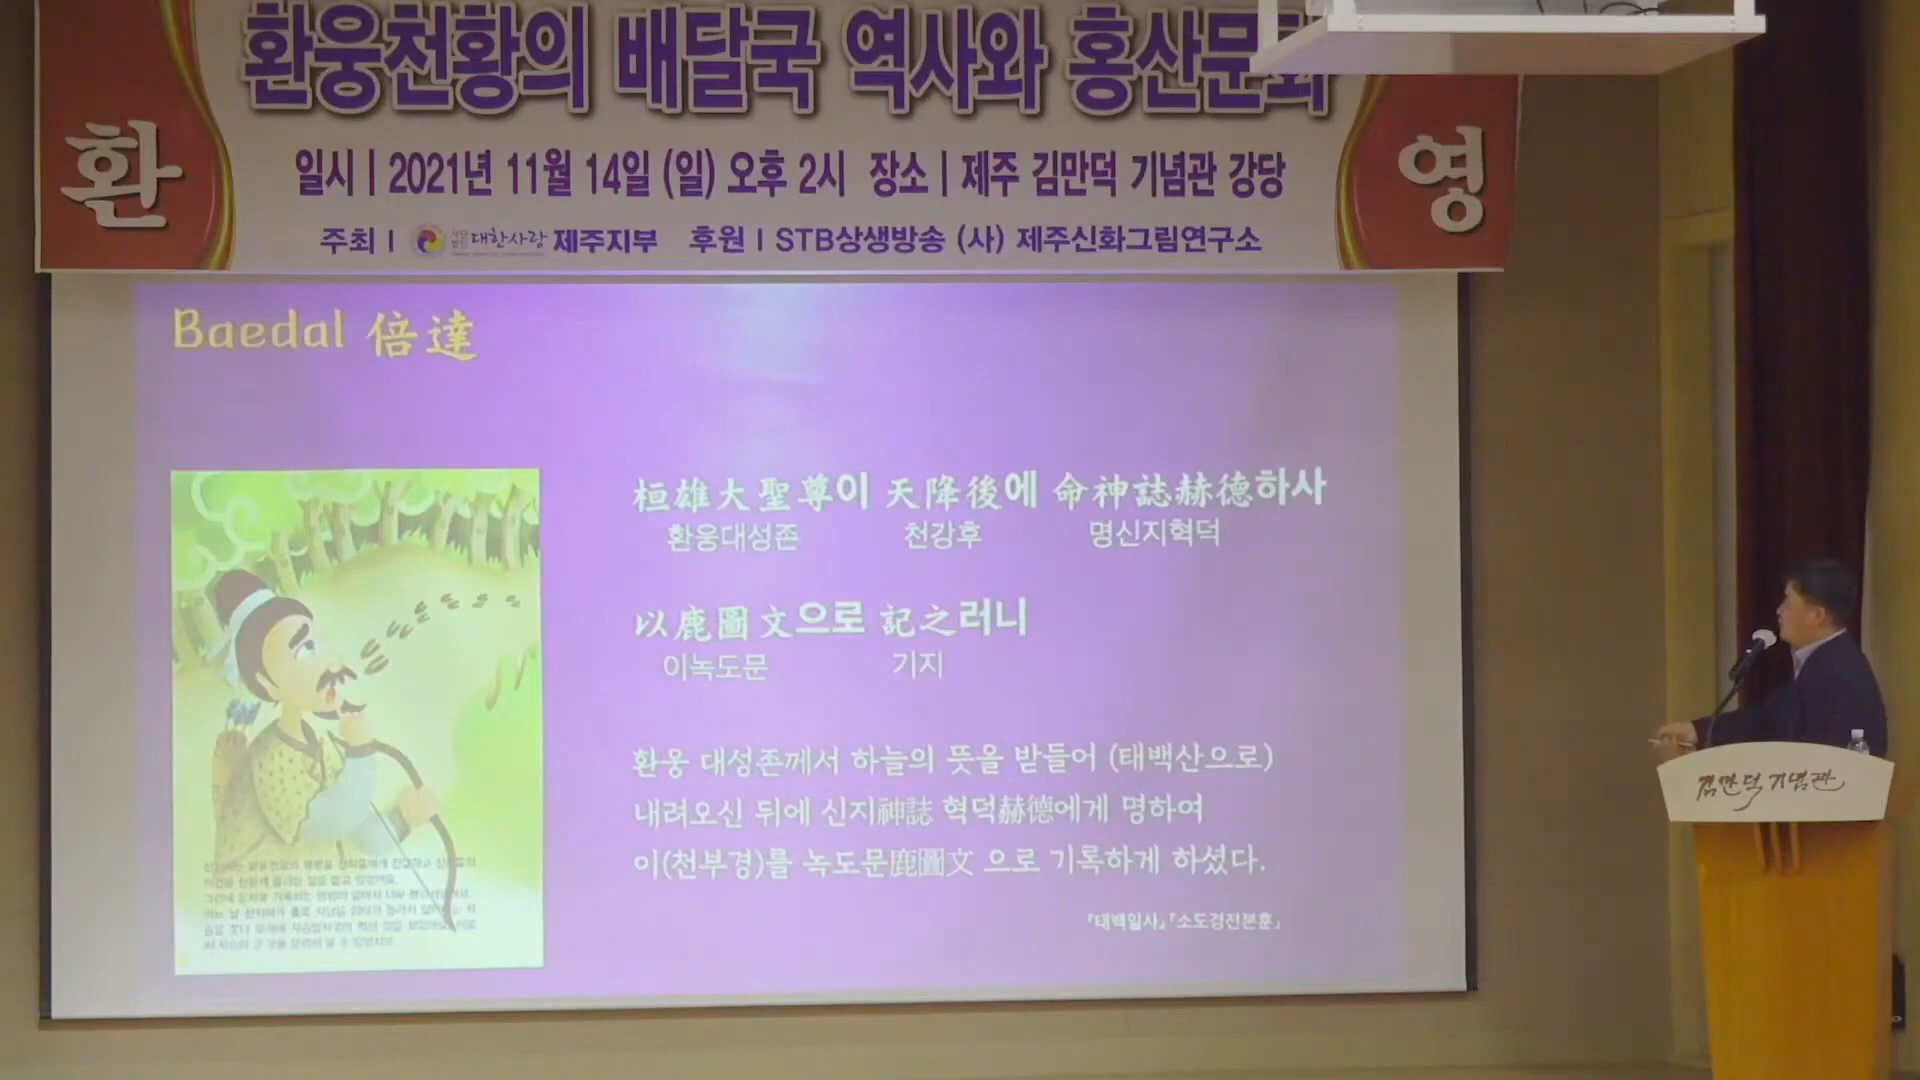 환웅천황의 배달국 역사와 홍산문화
환
영
일시 | 2021년 11월 14일 (일) 오후 2시 장소 | 제주 김만덕 기념관 강당
주최 | 사단법인 대한사랑 제주지부 후원 | STB상생방송 (사) 제주신화그림연구소
Baedal 倍達
桓雄大聖尊이 天降後에 命神誌赫德하사
환웅대성존 천강후 명신지혁덕
以鹿圖文으로 記之러니
이녹도문 기지
환웅 대성존께서 하늘의 뜻을 받들어 (태백산으로)
내려오신 뒤에 신지神誌 혁덕赫德에게 명하여
이(천부경)를 녹도문鹿圖文 으로 기록하게 하셨다.
『태백일사』「소도경전본훈」
김만덕기념관